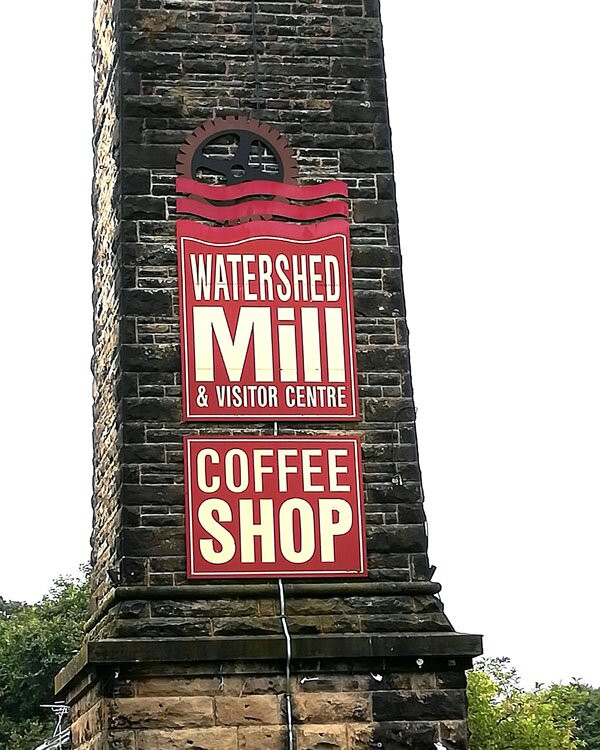 WATERSHED
Mill
& VISITOR CENTRE
COFFEE
SHOP